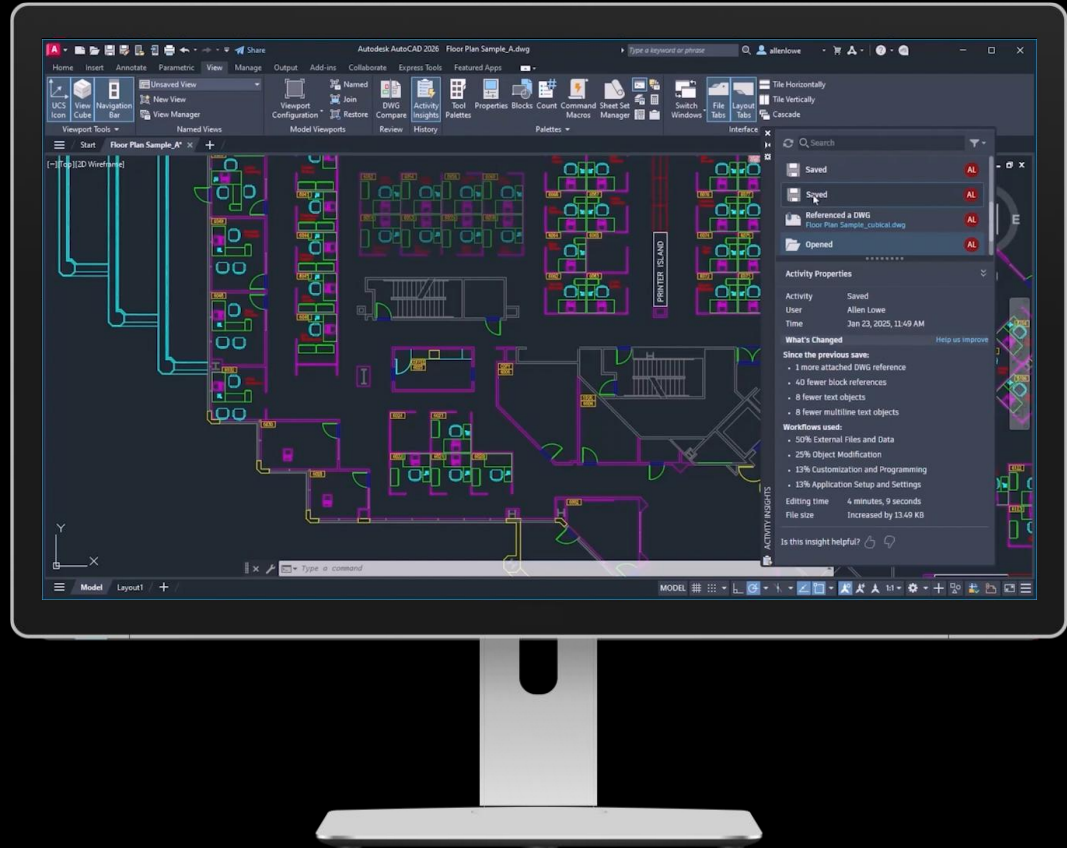 A
Share
Autodesk AutoCAD 2026 Floor Plan Sample_A.dwg
Type a keyword or phrase
allenlowe
Home Insert Annotate Parametric View Manage Output Add-ins Collaborate Express Tools Featured Apps
UCS Icon
View Cube
Navigation Bar
Viewport Tools
Unsaved View
New View
View Manager
Named Views
Viewport Configuration
Named
Join
Restore
Model Viewports
DWG Compare
Review
Activity Insights
History
Tool Palettes
Properties
Blocks
Count
Command Macros
Sheet Set Manager
Palettes
Switch Windows
File Tabs
Layout Tabs
Tile Horizontally
Tile Vertically
Cascade
Interface
Start
Floor Plan Sample_A*
[−][Top][2D Wireframe]
PRINTER ISLAND
E
Search
Saved AL
Saved AL
Referenced a DWG AL
Floor Plan Sample_cubical.dwg
Opened AL
Activity Properties
Activity Saved
User Allen Lowe
Time Jan 23, 2025, 11:49 AM
What's Changed Help us improve
Since the previous save:
• 1 more attached DWG reference
• 40 fewer block references
• 8 fewer text objects
• 8 fewer multiline text objects
Workflows used:
• 50% External Files and Data
• 25% Object Modification
• 13% Customization and Programming
• 13% Application Setup and Settings
Editing time 4 minutes, 9 seconds
File size Increased by 13.49 KB
Is this insight helpful?
ACTIVITY INSIGHTS
Y
X
Type a command
Model Layout1
MODEL
1:1